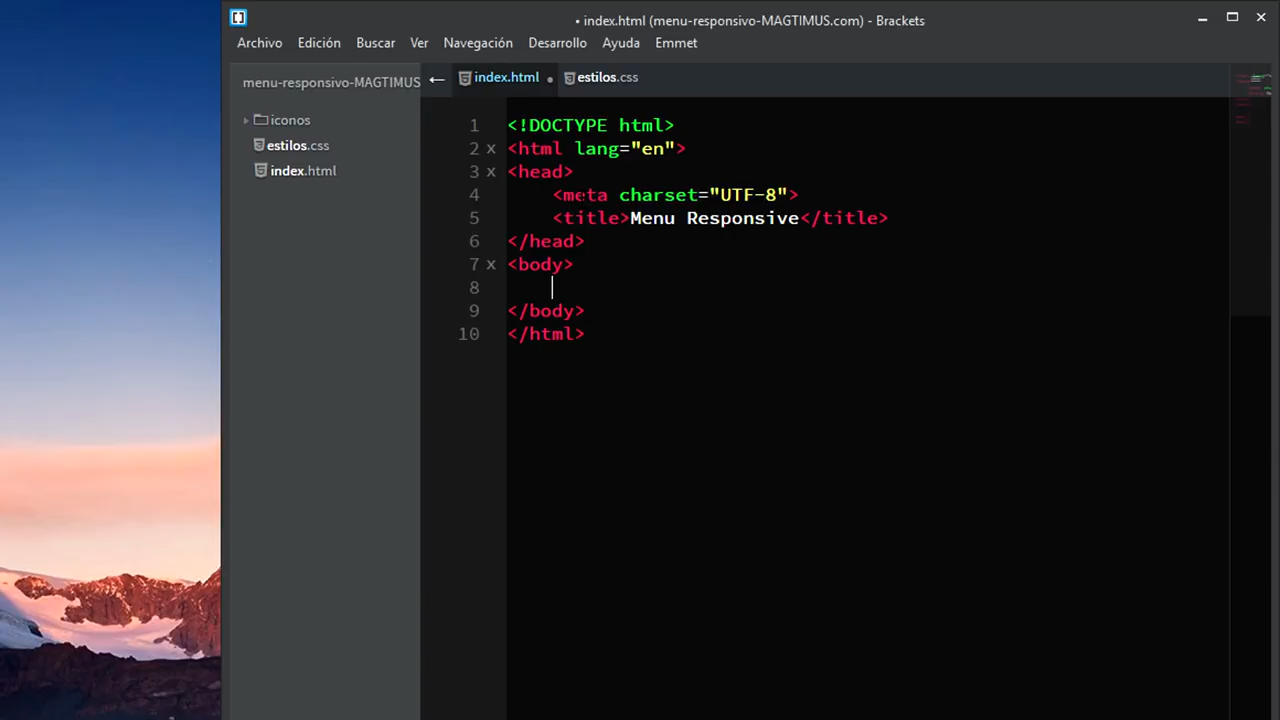 • index.html (menu-responsivo-MAGTIMUS.com) - Brackets
Archivo Edición Buscar Ver Navegación Desarrollo Ayuda Emmet
menu-responsivo-MAGTIMUS
iconos
estilos.css
index.html
index.html estilos.css
1 <!DOCTYPE html>
2 x <html lang="en">
3 x <head>
4 <meta charset="UTF-8">
5 <title>Menu Responsive</title>
6 </head>
7 x <body>
8
9 </body>
10 </html>